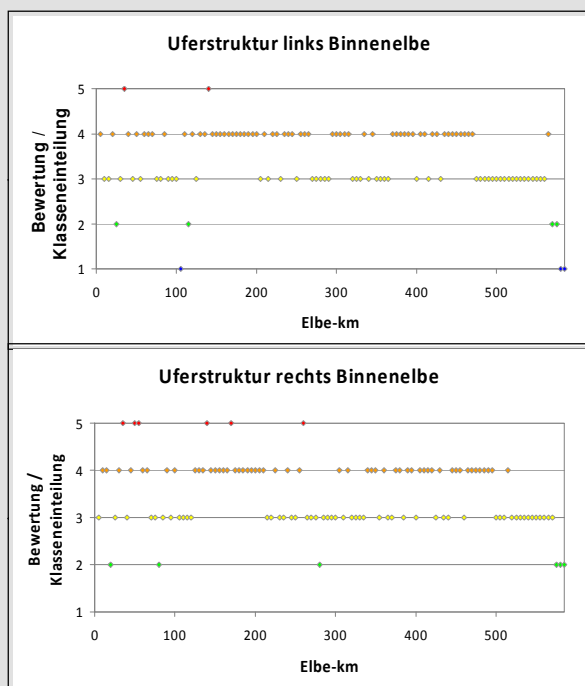 Uferstruktur links Binnenelbe
Bewertung /
Klasseneinteilung
5
4
3
2
1
0 100 200 300 400 500
Elbe-km
Uferstruktur rechts Binnenelbe
Bewertung /
Klasseneinteilung
5
4
3
2
1
0 100 200 300 400 500
Elbe-km